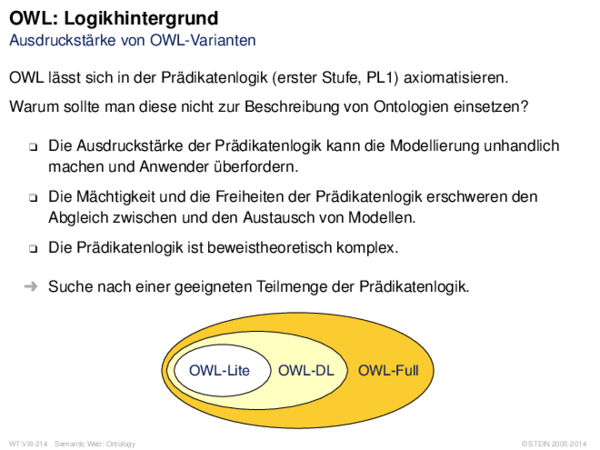 OWL: Logikhintergrund
Ausdruckstärke von OWL-Varianten
OWL lässt sich in der Prädikatenlogik (erster Stufe, PL1) axiomatisieren.
Warum sollte man diese nicht zur Beschreibung von Ontologien einsetzen?
❑ Die Ausdruckstärke der Prädikatenlogik kann die Modellierung unhandlich
machen und Anwender überfordern.
❑ Die Mächtigkeit und die Freiheiten der Prädikatenlogik erschweren den
Abgleich zwischen und den Austausch von Modellen.
❑ Die Prädikatenlogik ist beweistheoretisch komplex.
➜ Suche nach einer geeigneten Teilmenge der Prädikatenlogik.
OWL-Lite OWL-DL OWL-Full
WT:VIII-214 Semantic Web: Ontology © STEIN 2005-2014